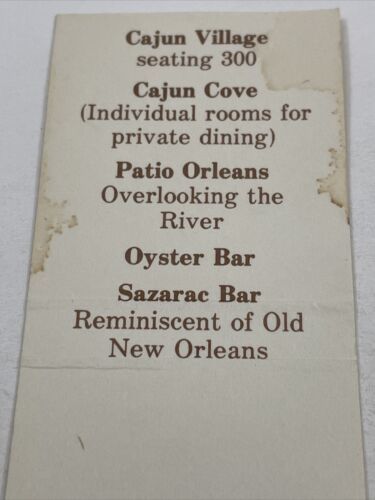 Cajun Village
seating 300
Cajun Cove
(Individual rooms for
private dining)
Patio Orleans
Overlooking the
River
Oyster Bar
Sazarac Bar
Reminiscent of Old
New Orleans